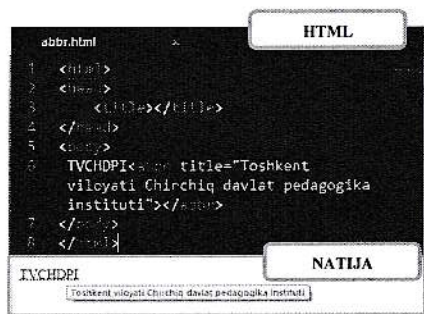 HTML
abbr.html x
1 <html>
2 <head>
3 <title></title>
4 </head>
5 <body>
6 TVCHDPI<abbr title="Toshkent
viloyati Chirchiq davlat pedagogika
instituti"></abbr>
7 </body>
8 </html>
NATIJA
TVCHDPI
Toshkent viloyati Chirchiq davlat pedagogika instituti